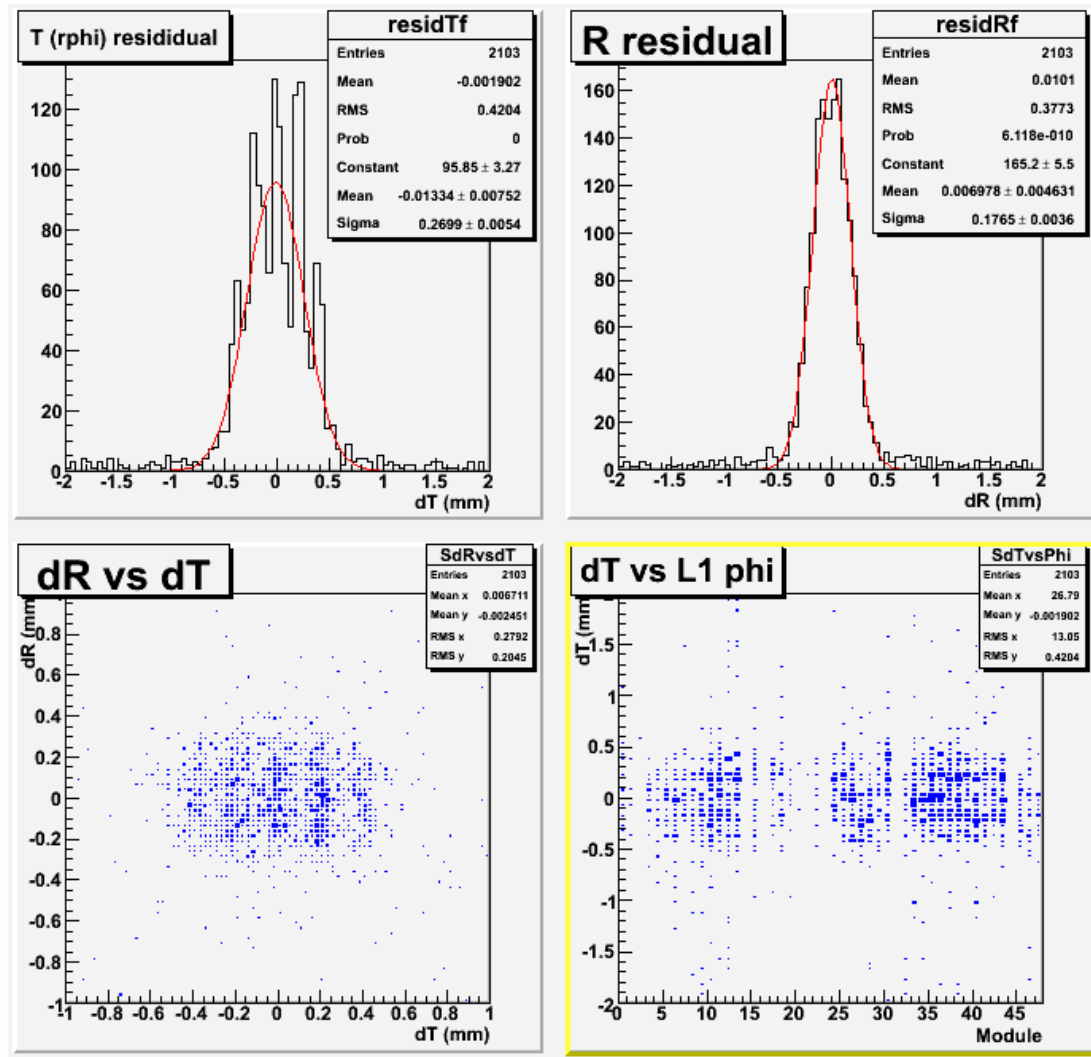 T (rphi) resididual
residTf
Entries 2103
Mean -0.001902
RMS 0.4204
Prob 0
Constant 95.85 ± 3.27
Mean -0.01334 ± 0.00752
Sigma 0.2699 ± 0.0054
120
100
80
60
40
20
0
-2 -1.5 -1 -0.5 0 0.5 1 1.5 2
dT (mm)
R residual
residRf
Entries 2103
Mean 0.0101
RMS 0.3773
Prob 6.118e-010
Constant 165.2 ± 5.5
Mean 0.006978 ± 0.004631
Sigma 0.1765 ± 0.0036
160
140
120
100
80
60
40
20
0
-2 -1.5 -1 -0.5 0 0.5 1 1.5 2
dR (mm)
dR vs dT
SdRvsdT
Entries 2103
Mean x 0.006711
Mean y -0.002451
RMS x 0.2792
RMS y 0.2045
dR (mm)
0.8
0.6
0.4
0.2
0
-0.2
-0.4
-0.6
-0.8
-1
-1 -0.8 -0.6 -0.4 -0.2 0 0.2 0.4 0.6 0.8 1
dT (mm)
dT vs L1 phi
SdTvsPhi
Entries 2103
Mean x 26.79
Mean y -0.001902
RMS x 13.05
RMS y 0.4204
dT (mm)
1.5
1
0.5
0
-0.5
-1
-1.5
-2
0 5 10 15 20 25 30 35 40 45
Module